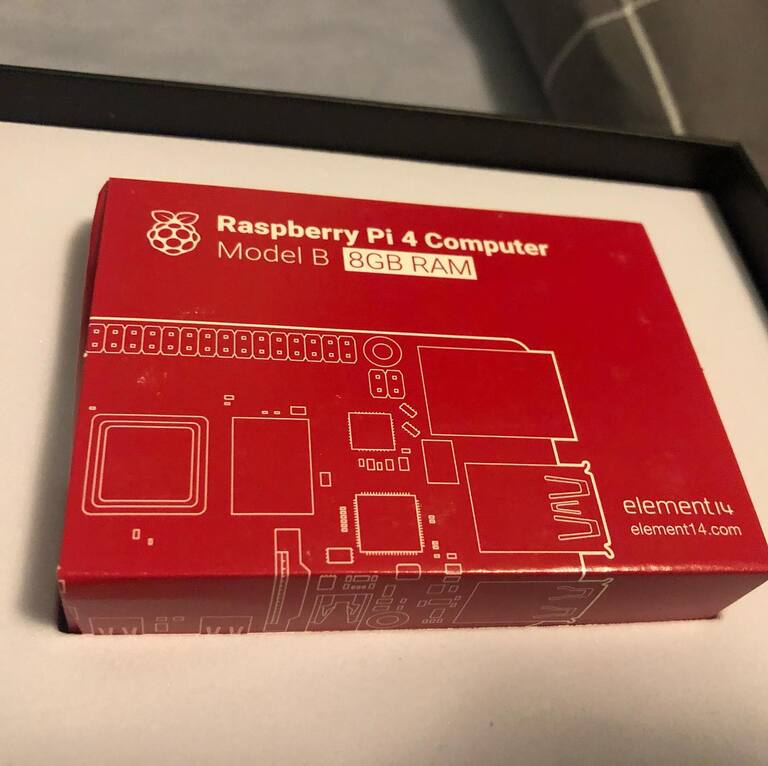 Raspberry Pi 4 Computer
Model B 8GB RAM
element14
element14.com